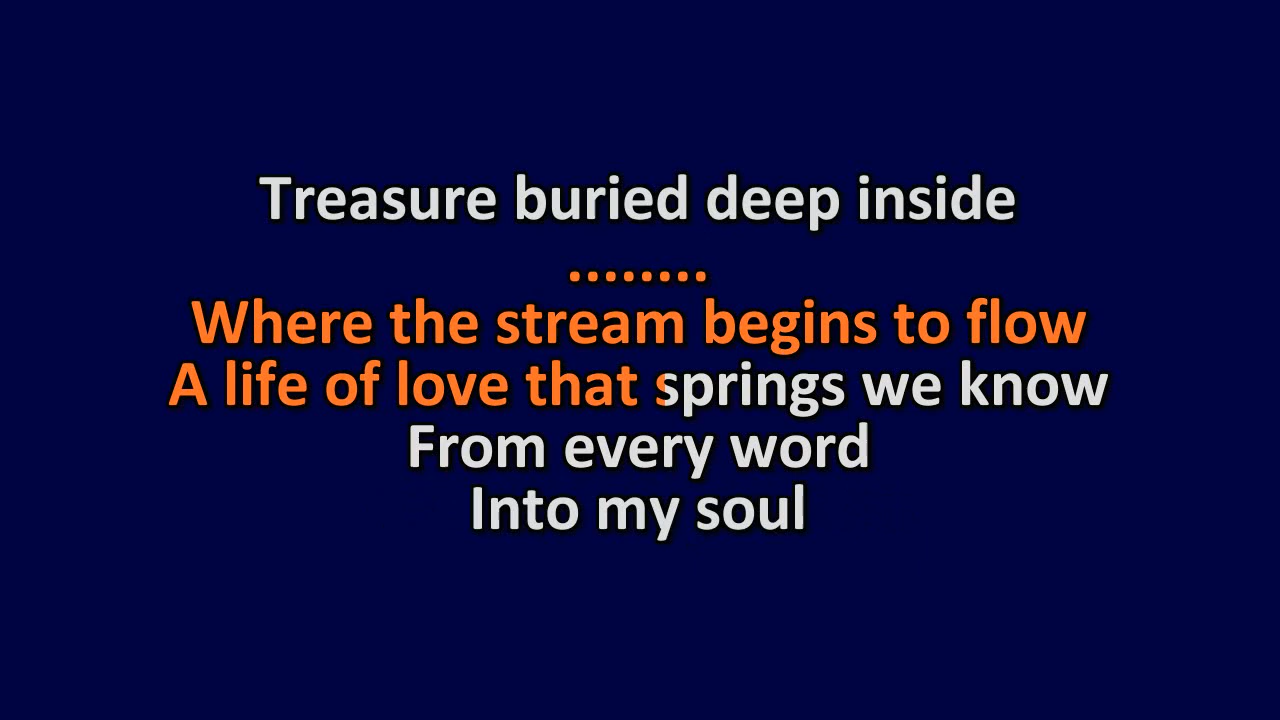 Treasure buried deep inside
........
Where the stream begins to flow
A life of love that springs we know
From every word
Into my soul